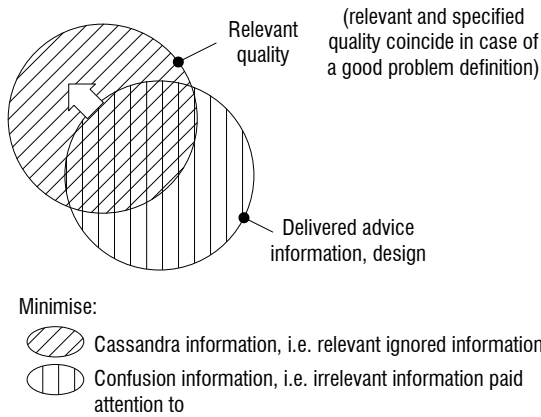 Relevant
quality
(relevant and specified
quality coincide in case of
a good problem definition)
Delivered advice
information, design
Minimise:
Cassandra information, i.e. relevant ignored information
Confusion information, i.e. irrelevant information paid
attention to